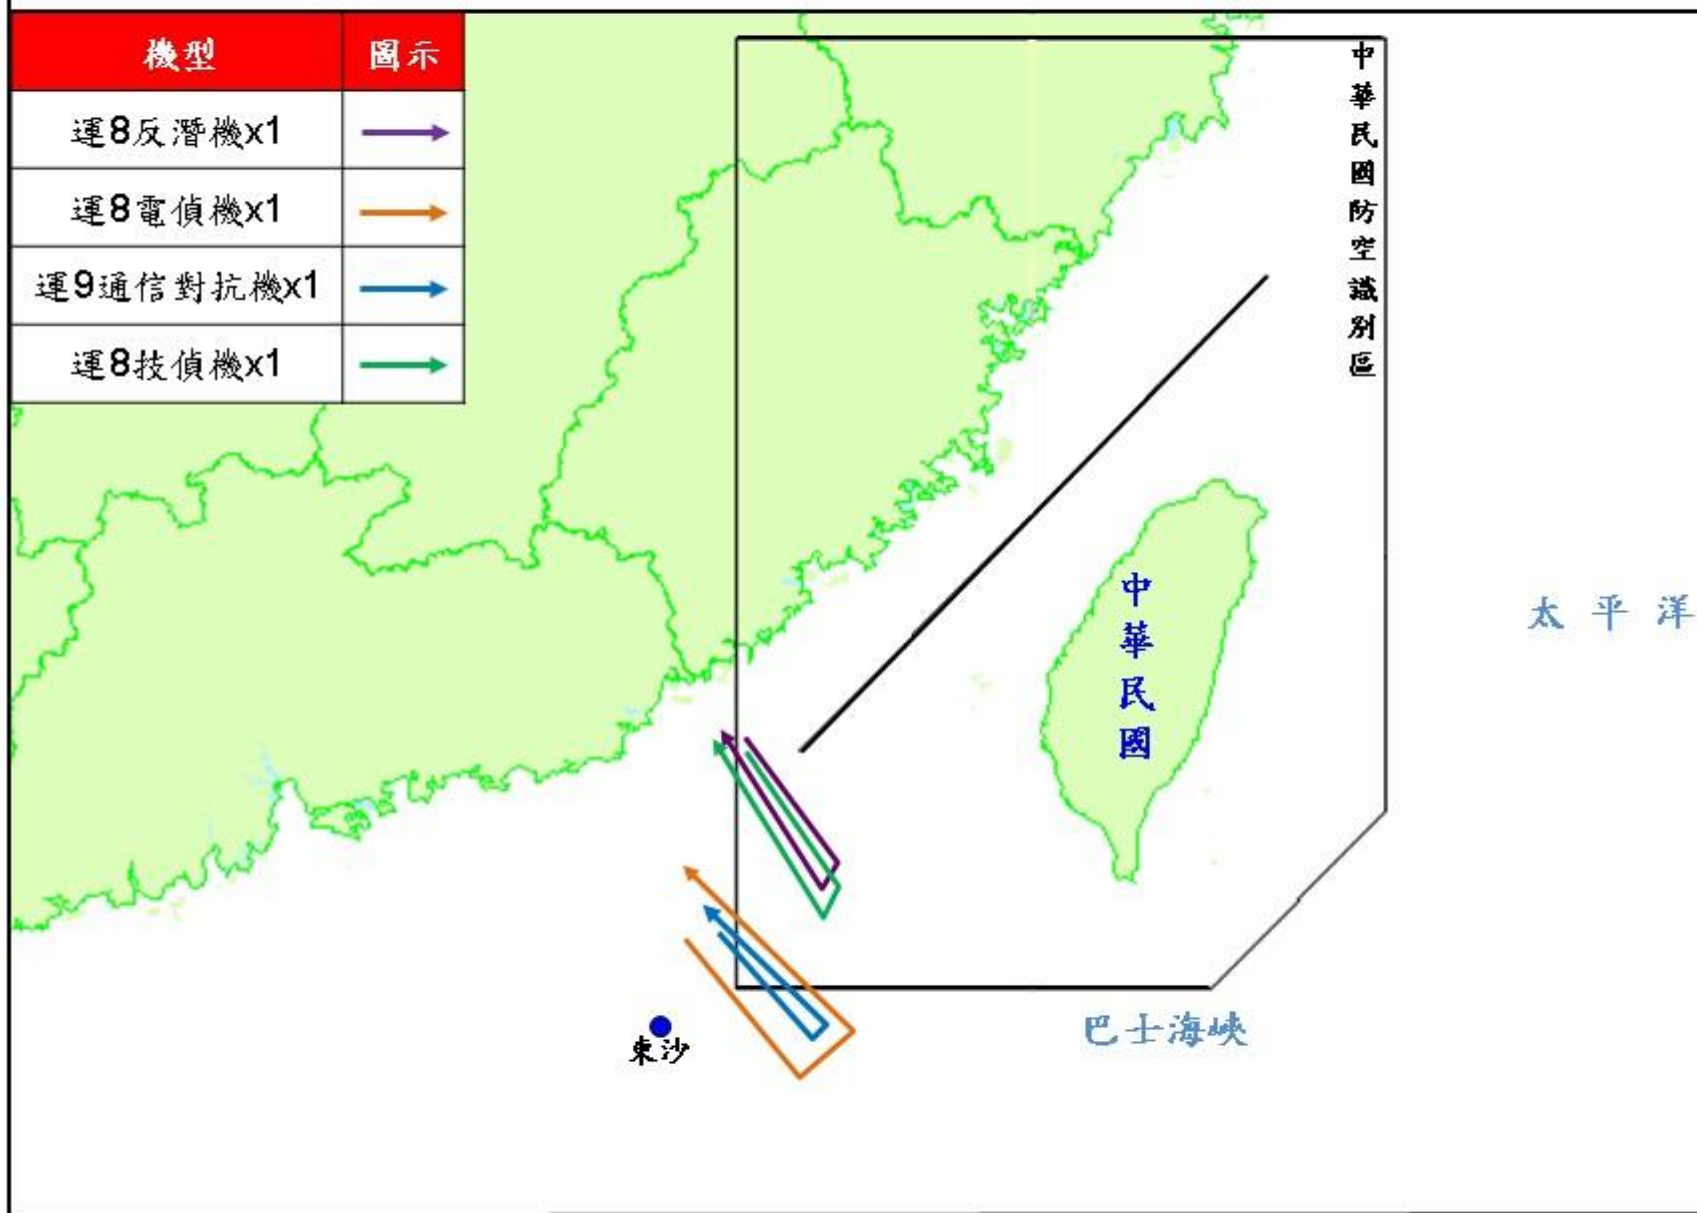 機型 圖示
運8反潛機x1
運8電偵機x1
運9通信對抗機x1
運8技偵機x1
中華民國防空識別區
中華民國
太平洋
巴士海峽
東沙